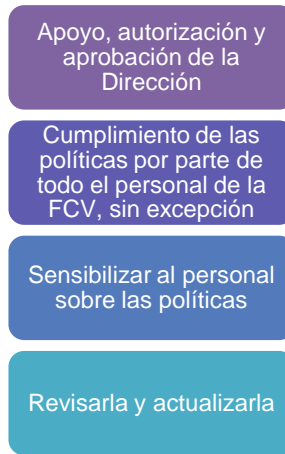 Apoyo, autorización y
aprobación de la
Dirección
Cumplimiento de las
políticas por parte de
todo el personal de la
FCV, sin excepción
Sensibilizar al personal
sobre las políticas
Revisarla y actualizarla